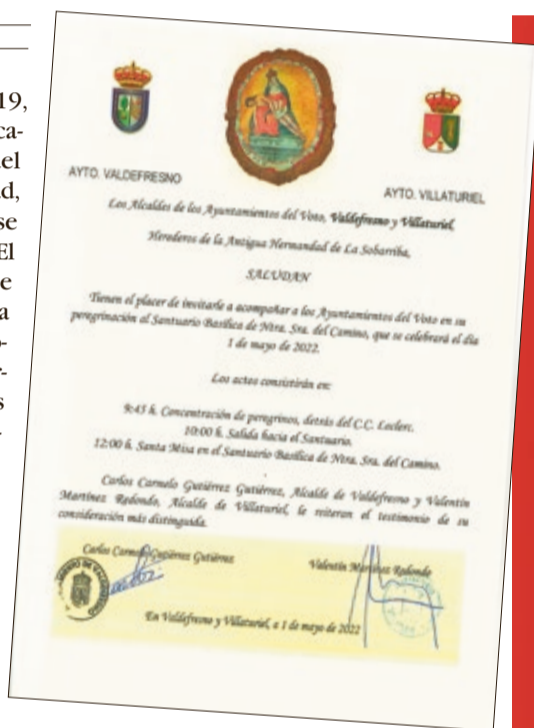 19,
ca-
el
d,
se
El
e
a
o-
r-
s
-
AYTO. VALDEFRESNO
AYTO. VILLATURIEL
Los Alcaldes de los Ayuntamientos del Voto, Valdefresno y Villaturiel,
Herederos de la Antigua Hermandad de La Sobarriba,
SALUDAN
Tienen el placer de invitarle a acompañar a los Ayuntamientos del Voto en su
peregrinación al Santuario Basílica de Ntra. Sra. del Camino, que se celebrará el día
1 de mayo de 2022.
Los actos consistirán en:
9:45 h. Concentración de peregrinos, detrás del C.C. Leclerc.
10:00 h. Salida hacia el Santuario.
12:00 h. Santa Misa en el Santuario Basílica de Ntra. Sra. del Camino.
Carlos Carmelo Gutiérrez Gutiérrez, Alcalde de Valdefresno y Valentín
Martínez Redondo, Alcalde de Villaturiel, le reiteran el testimonio de su
consideración más distinguida.
Carlos Carmelo Gutiérrez Gutiérrez
Valentín Martínez Redondo
En Valdefresno y Villaturiel, a 1 de mayo de 2022